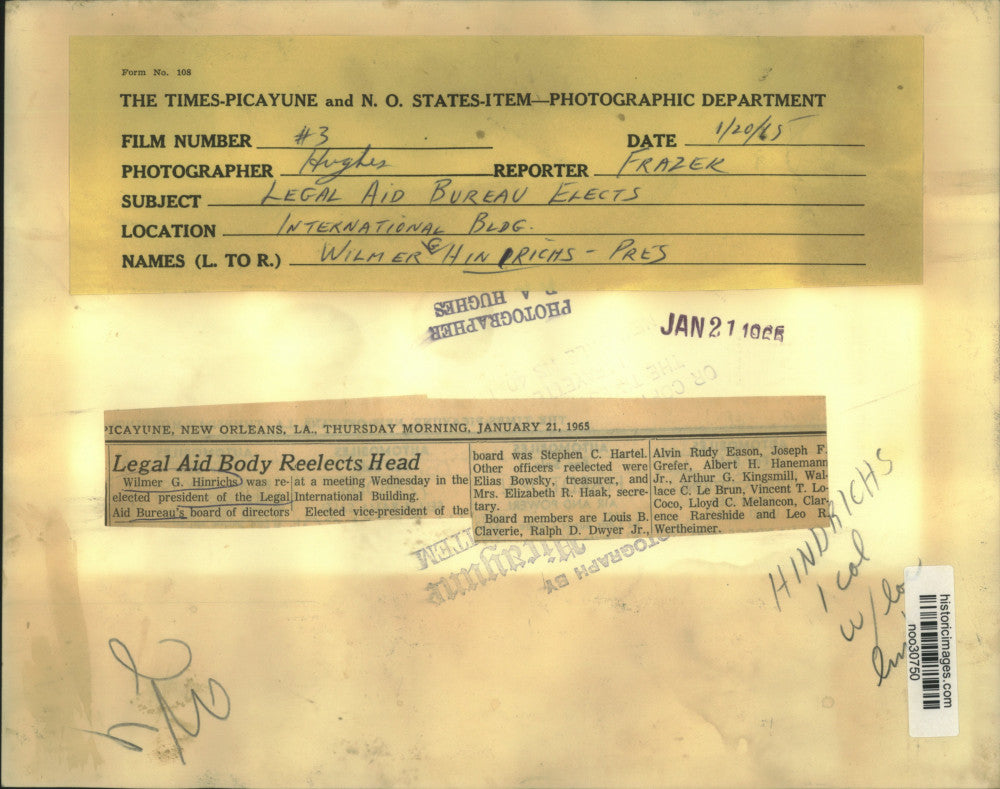 Form No. 108
THE TIMES-PICAYUNE and N. O. STATES-ITEM—PHOTOGRAPHIC DEPARTMENT
FILM NUMBER #3 DATE 1/20/65
PHOTOGRAPHER Hughes REPORTER FRAZER
SUBJECT LEGAL AID BUREAU ELECTS
LOCATION INTERNATIONAL BLDG.
NAMES (L. TO R.) WILMER G HINDRICHS - PRES
PHOTOGRAPHER
A HUGHES
JAN 21 1965
PICAYUNE, NEW ORLEANS, LA., THURSDAY MORNING, JANUARY 21, 1965
Legal Aid Body Reelects Head
Wilmer G. Hinrichs was re-
elected president of the Legal
Aid Bureau's board of directors
at a meeting Wednesday in the
International Building.
Elected vice-president of the
board was Stephen C. Hartel.
Other officers reelected were
Elias Bowsky, treasurer, and
Mrs. Elizabeth R. Haak, secre-
tary.
Board members are Louis B.
Claverie, Ralph D. Dwyer Jr.,
Alvin Rudy Eason, Joseph F.
Grefer, Albert H. Hanemann
Jr., Arthur G. Kingsmill, Wal-
lace C. Le Brun, Vincent T. Lo-
Coco, Lloyd C. Melancon, Clar-
ence Rareshide and Leo R.
Wertheimer.
PHOTOGRAPH BY
Picayune
ITEM
HINDRICHS
1 col
w/
historicimages.com
noo30750